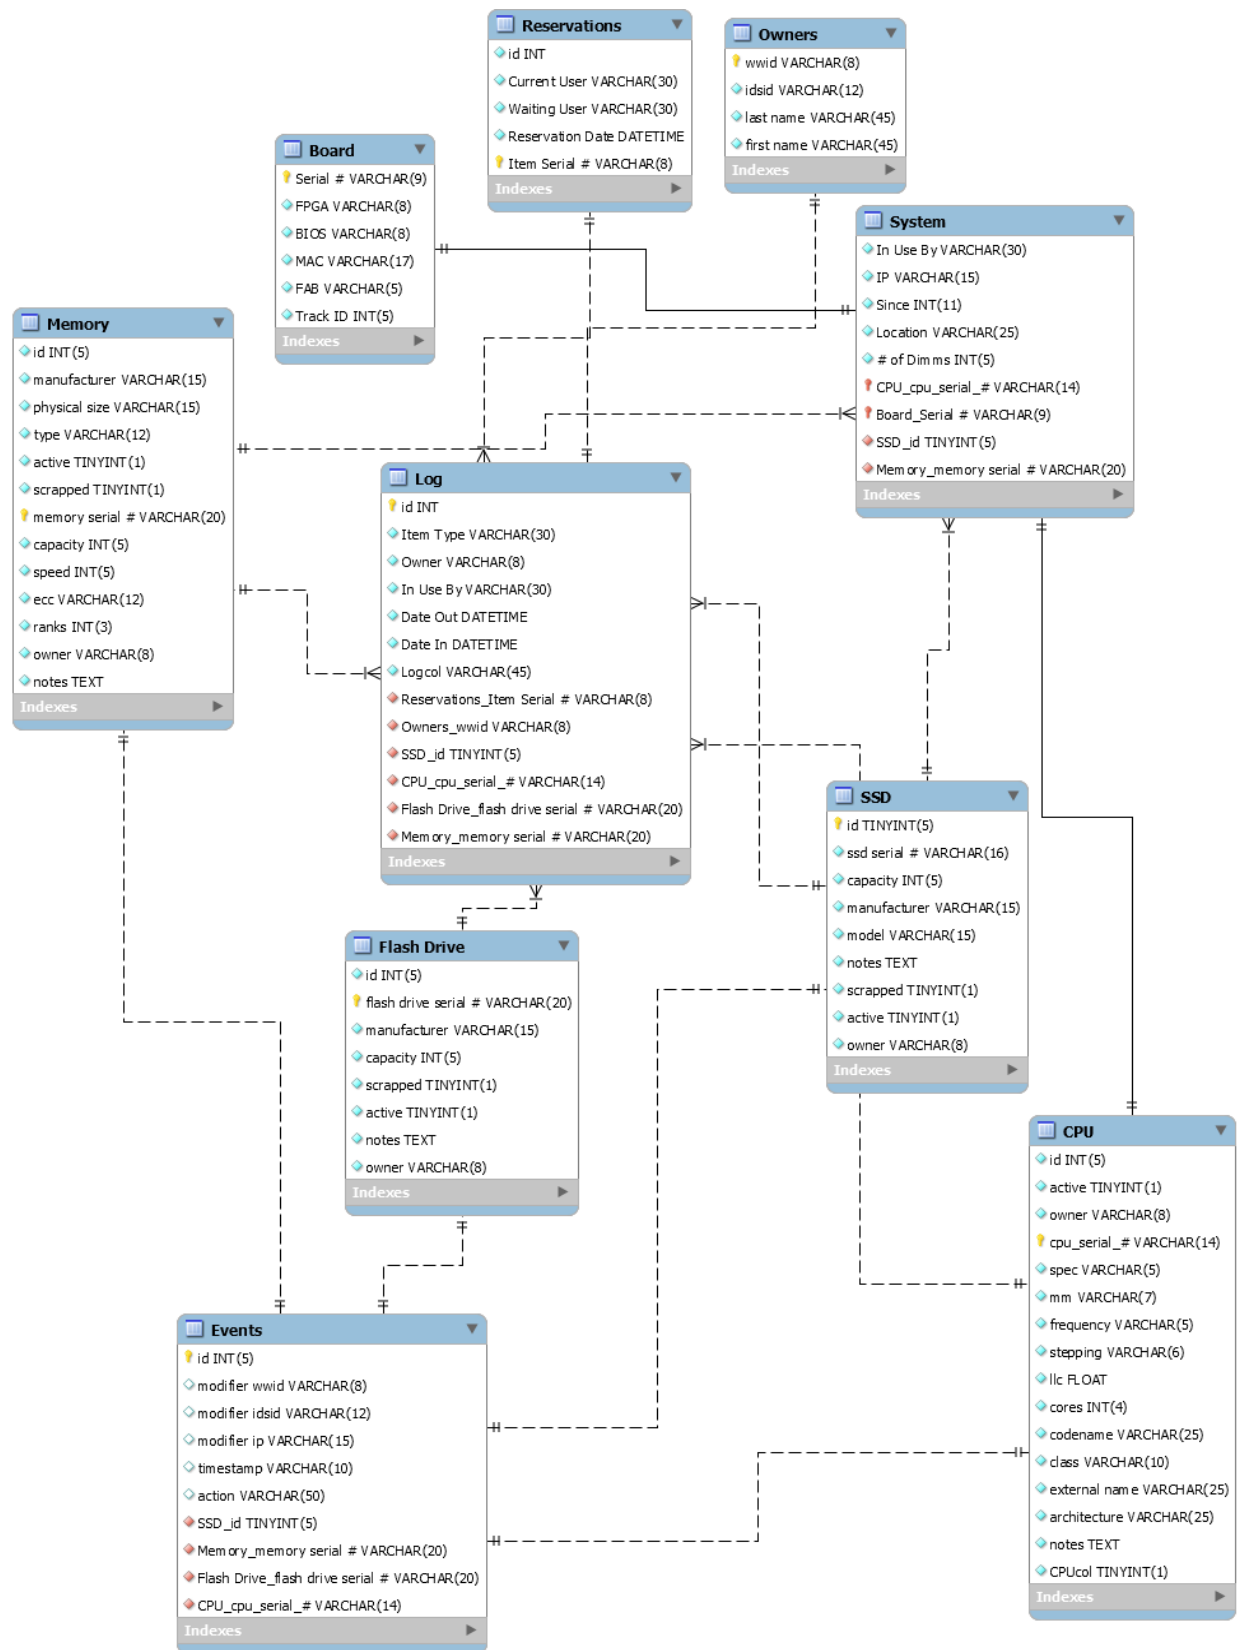 Reservations
id INT
Current User VARCHAR(30)
Waiting User VARCHAR(30)
Reservation Date DATETIME
Item Serial # VARCHAR(8)
Indexes
Owners
wwid VARCHAR(8)
idsid VARCHAR(12)
last name VARCHAR(45)
first name VARCHAR(45)
Indexes
Board
Serial # VARCHAR(9)
FPGA VARCHAR(8)
BIOS VARCHAR(8)
MAC VARCHAR(17)
FAB VARCHAR(5)
Track ID INT(5)
Indexes
System
In Use By VARCHAR(30)
IP VARCHAR(15)
Since INT(11)
Location VARCHAR(25)
# of Dimms INT(5)
CPU_cpu_serial_# VARCHAR(14)
Board_Serial # VARCHAR(9)
SSD_id TINYINT(5)
Memory_memory serial # VARCHAR(20)
Indexes
Memory
id INT(5)
manufacturer VARCHAR(15)
physical size VARCHAR(15)
type VARCHAR(12)
active TINYINT(1)
scrapped TINYINT(1)
memory serial # VARCHAR(20)
capacity INT(5)
speed INT(5)
ecc VARCHAR(12)
ranks INT(3)
owner VARCHAR(8)
notes TEXT
Indexes
Log
id INT
Item Type VARCHAR(30)
Owner VARCHAR(8)
In Use By VARCHAR(30)
Date Out DATETIME
Date In DATETIME
Logcol VARCHAR(45)
Reservations_Item Serial # VARCHAR(8)
Owners_wwid VARCHAR(8)
SSD_id TINYINT(5)
CPU_cpu_serial_# VARCHAR(14)
Flash Drive_flash drive serial # VARCHAR(20)
Memory_memory serial # VARCHAR(20)
Indexes
SSD
id TINYINT(5)
ssd serial # VARCHAR(16)
capacity INT(5)
manufacturer VARCHAR(15)
model VARCHAR(15)
notes TEXT
scrapped TINYINT(1)
active TINYINT(1)
owner VARCHAR(8)
Indexes
Flash Drive
id INT(5)
flash drive serial # VARCHAR(20)
manufacturer VARCHAR(15)
capacity INT(5)
scrapped TINYINT(1)
active TINYINT(1)
notes TEXT
owner VARCHAR(8)
Indexes
CPU
id INT(5)
active TINYINT(1)
owner VARCHAR(8)
cpu_serial_# VARCHAR(14)
spec VARCHAR(5)
mm VARCHAR(7)
frequency VARCHAR(5)
stepping VARCHAR(6)
llc FLOAT
cores INT(4)
codename VARCHAR(25)
class VARCHAR(10)
external name VARCHAR(25)
architecture VARCHAR(25)
notes TEXT
CPUcol TINYINT(1)
Indexes
Events
id INT(5)
modifier wwid VARCHAR(8)
modifier idsid VARCHAR(12)
modifier ip VARCHAR(15)
timestamp VARCHAR(10)
action VARCHAR(50)
SSD_id TINYINT(5)
Memory_memory serial # VARCHAR(20)
Flash Drive_flash drive serial # VARCHAR(20)
CPU_cpu_serial_# VARCHAR(14)
Indexes